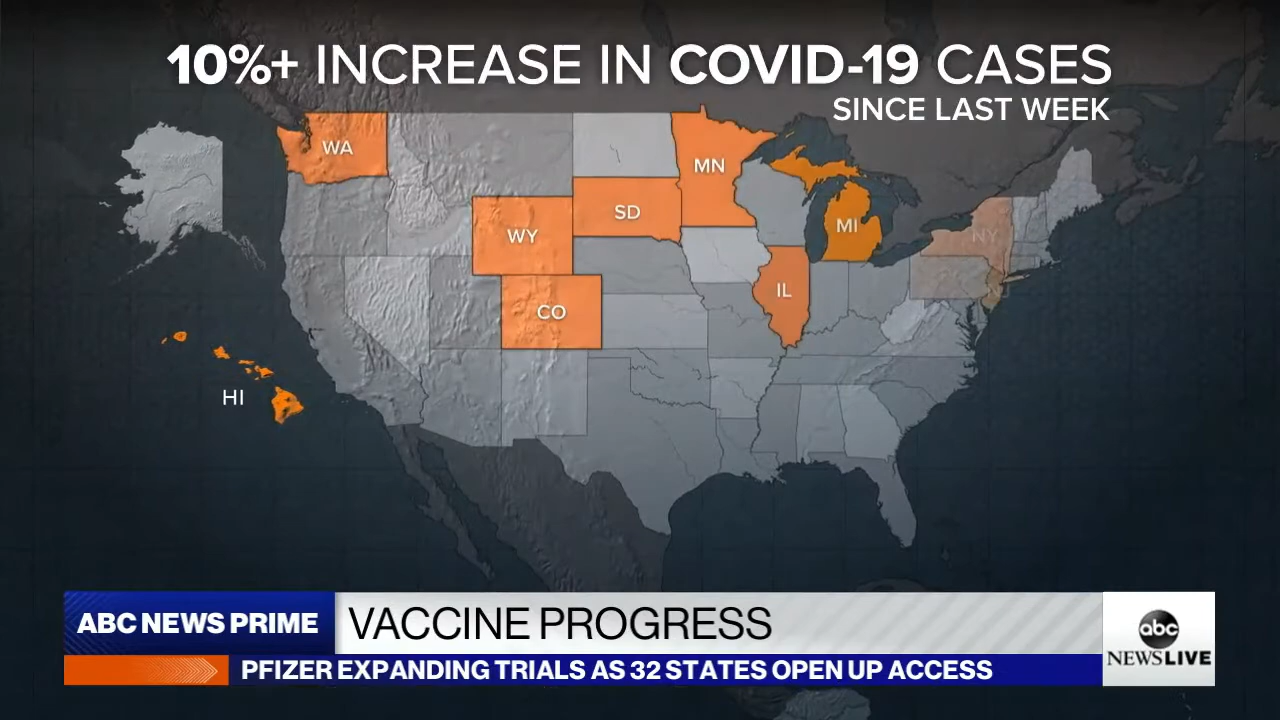 10%+ INCREASE IN COVID-19 CASES
SINCE LAST WEEK
WA
MN
SD
WY
MI
NY
IL
CO
HI
ABC NEWS PRIME
VACCINE PROGRESS
abc
NEWSLIVE
PFIZER EXPANDING TRIALS AS 32 STATES OPEN UP ACCESS